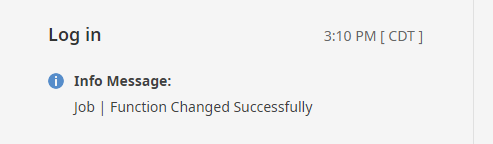 Log in 3:10 PM [ CDT ]
Info Message:
Job | Function Changed Successfully